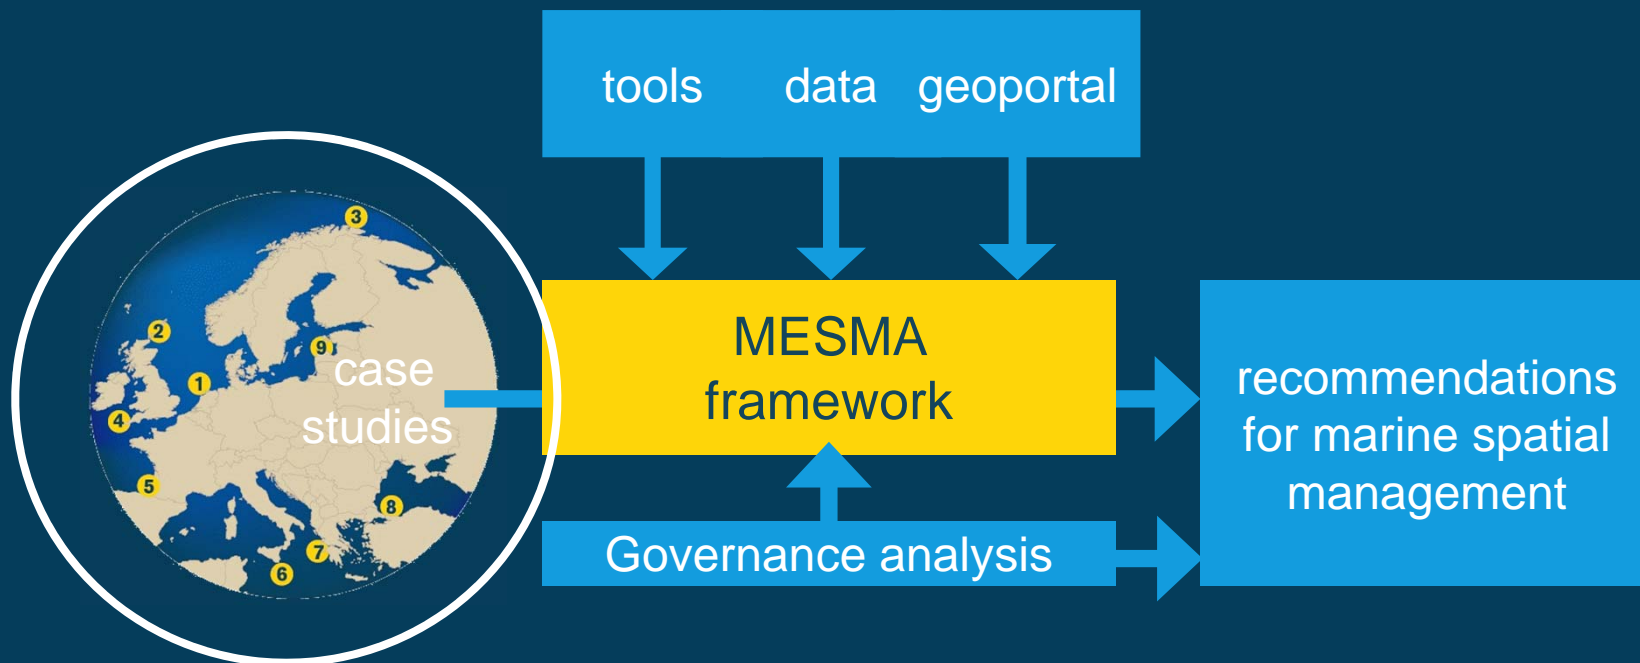 tools data geoportal
3
2
9
1
4
5
8
7
6
case
studies
MESMA
framework
Governance analysis
recommendations
for marine spatial
management